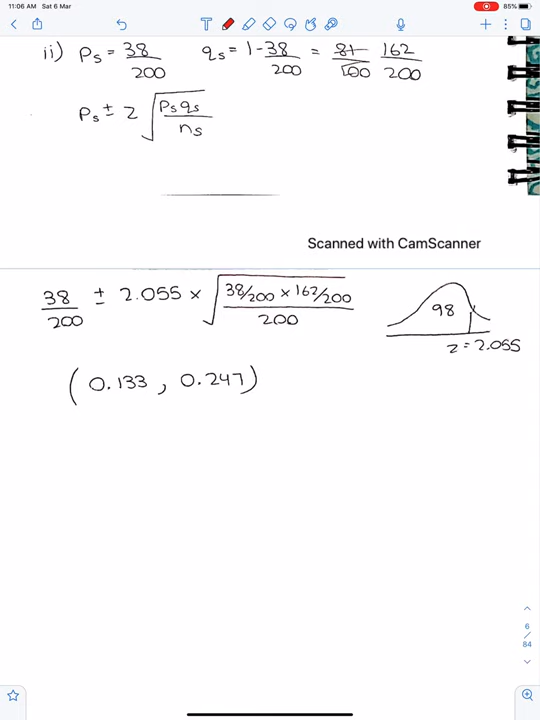 11:06 AM Sat 6 Mar 85%
ii) Ps = 38/200 qs = 1 - 38/200 = 81/100 162/200
Ps ± z √(Ps qs / ns)
Scanned with CamScanner
38/200 ± 2.055 × √((38/200 × 162/200) / 200)
98
z = 2.055
(0.133, 0.247)
6
/
84